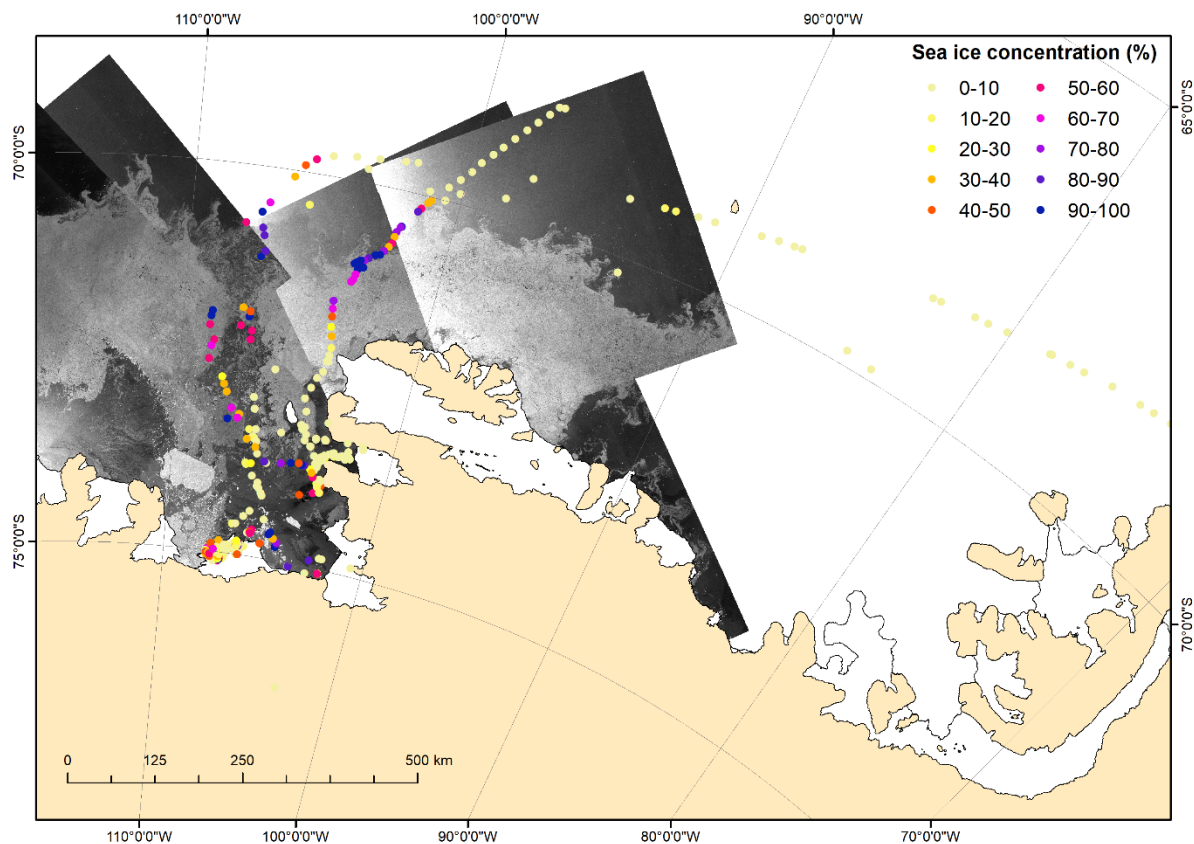 110°0'0"W 100°0'0"W 90°0'0"W
Sea ice concentration (%)
0-10 50-60
10-20 60-70
20-30 70-80
30-40 80-90
40-50 90-100
65°0'0"S
70°0'0"S
75°0'0"S
70°0'0"S
0 125 250 500 km
110°0'0"W 100°0'0"W 90°0'0"W 80°0'0"W 70°0'0"W